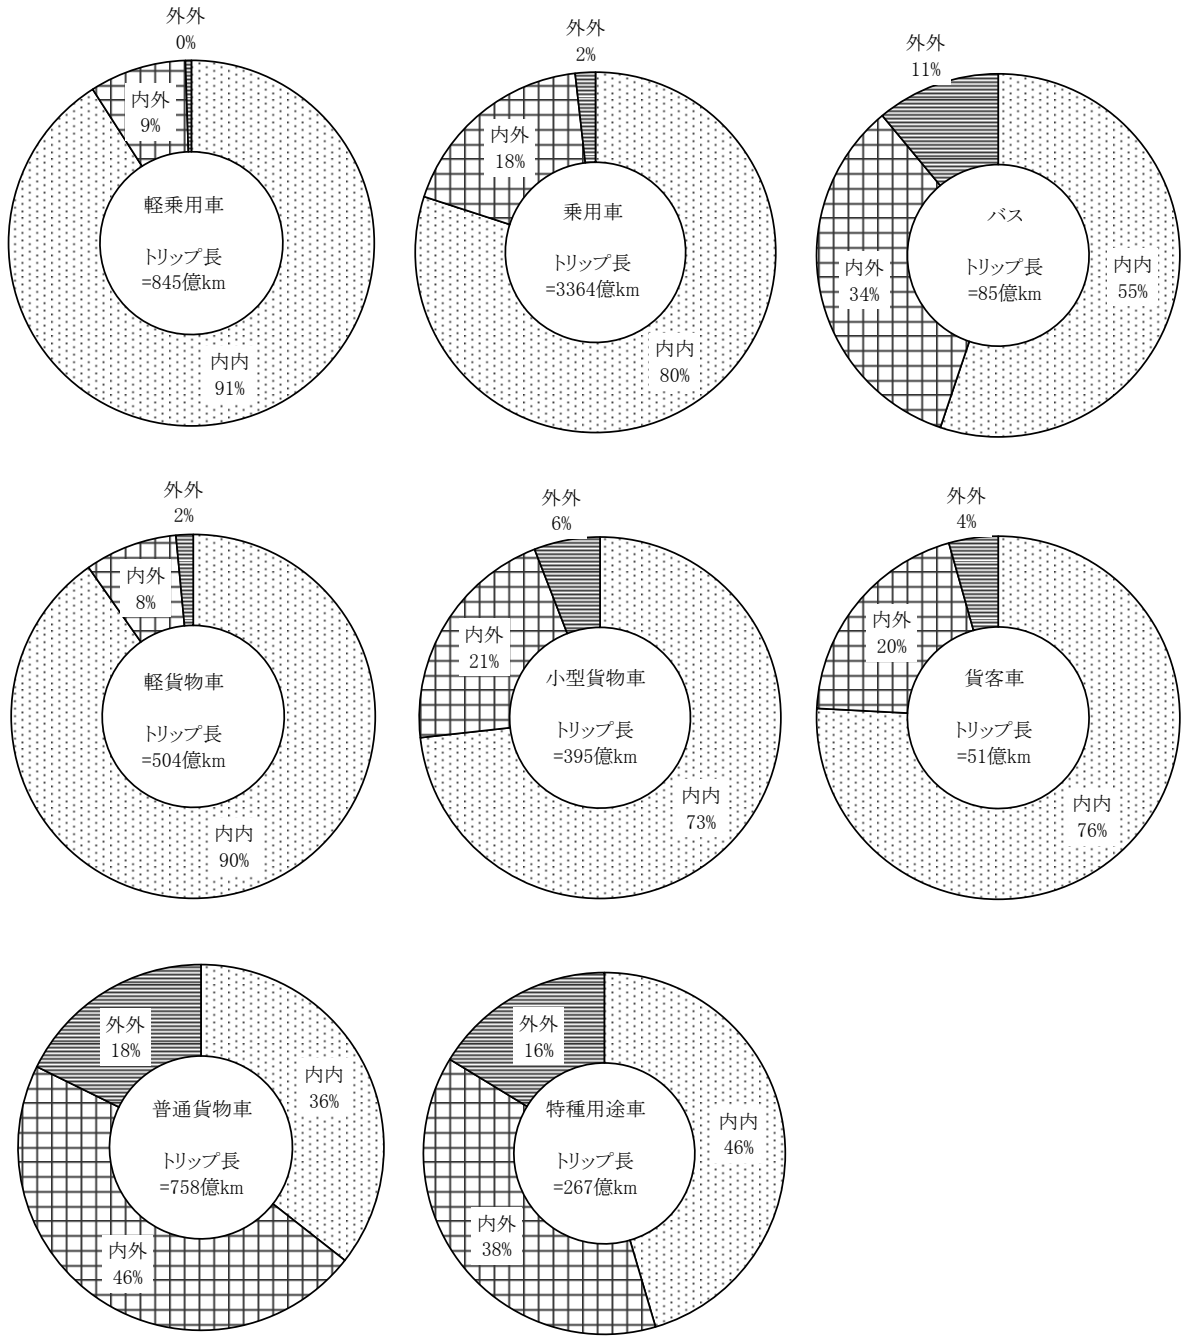 外外
0%
内外
9%
軽乗用車
トリップ長
=845億km
内内
91%
外外
2%
内外
18%
乗用車
トリップ長
=3364億km
内内
80%
外外
11%
内外
34%
バス
トリップ長
=85億km
内内
55%
外外
2%
内外
8%
軽貨物車
トリップ長
=504億km
内内
90%
外外
6%
内外
21%
小型貨物車
トリップ長
=395億km
内内
73%
外外
4%
内外
20%
貨客車
トリップ長
=51億km
内内
76%
外外
18%
内内
36%
普通貨物車
トリップ長
=758億km
内外
46%
外外
16%
内内
46%
特種用途車
トリップ長
=267億km
内外
38%